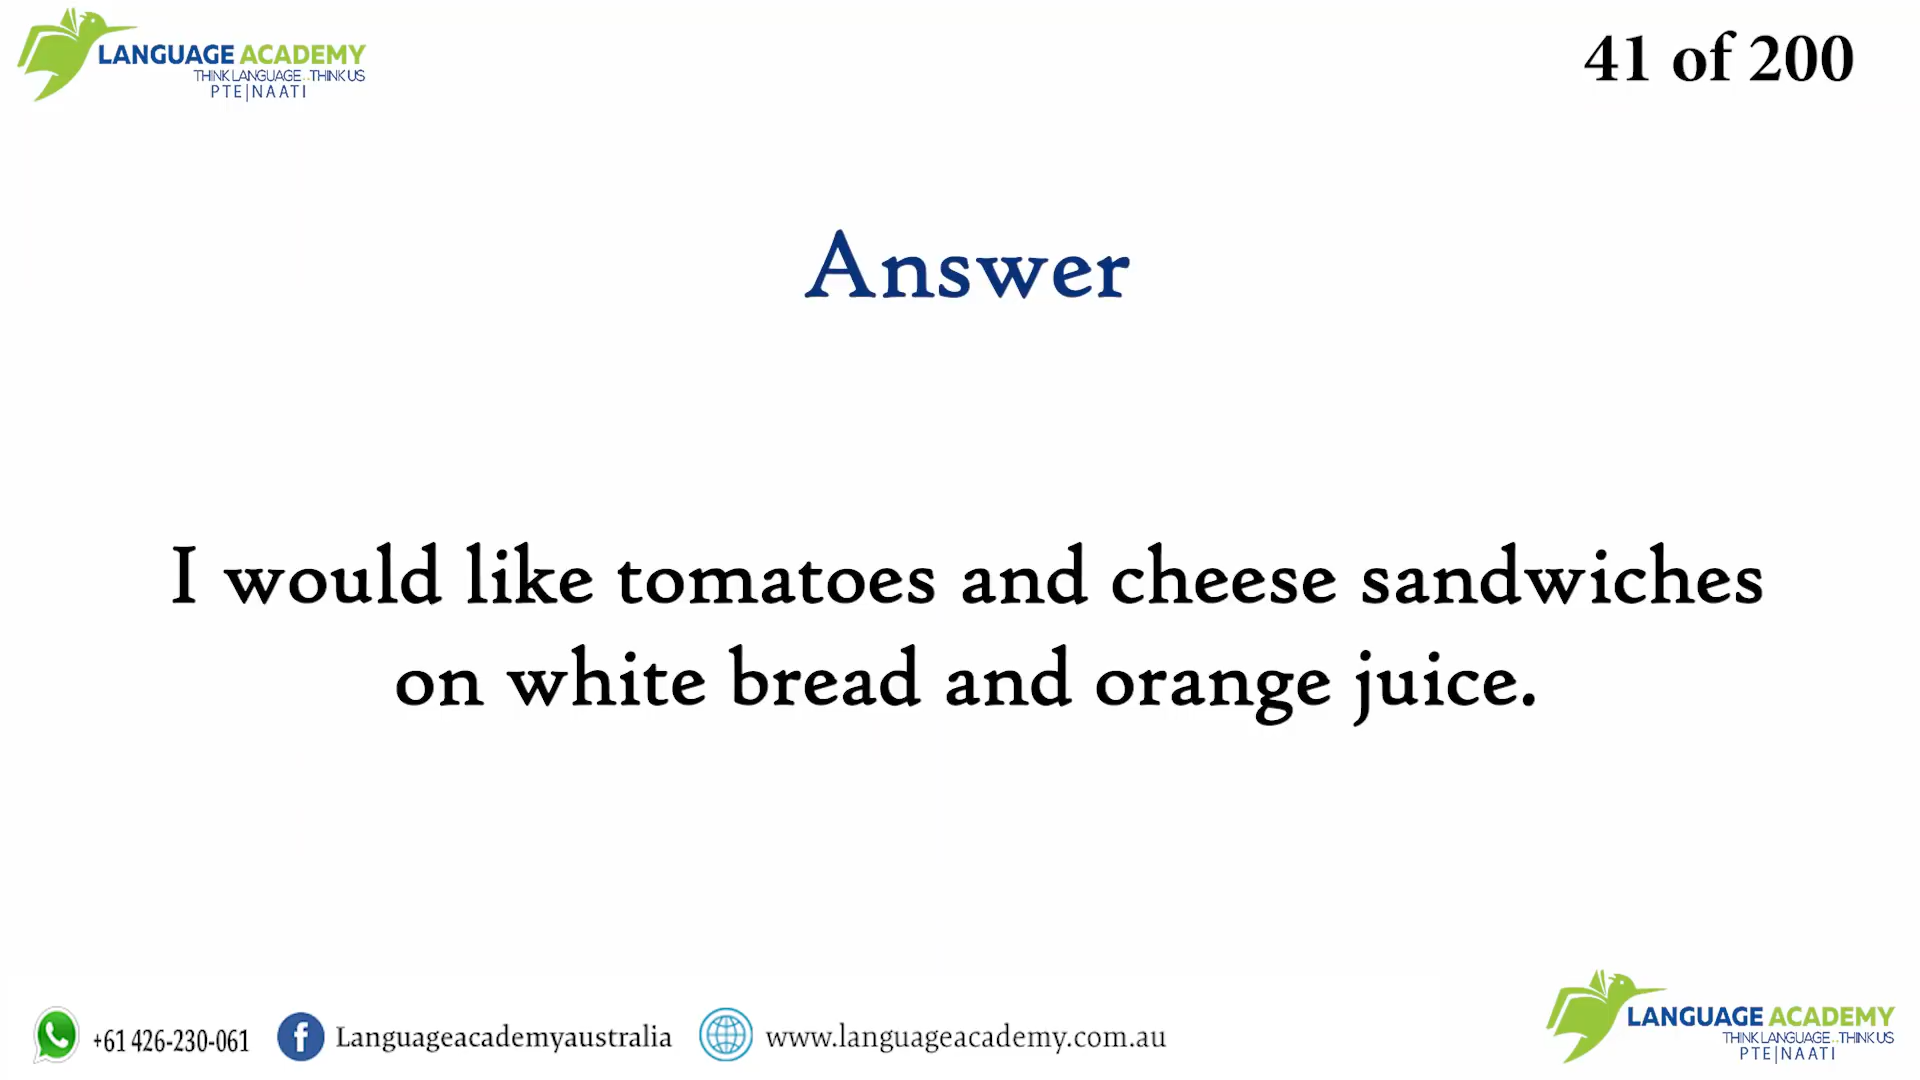 LANGUAGE ACADEMY
THINK LANGUAGE..THINK US
PTE|NAATI
41 of 200
Answer
I would like tomatoes and cheese sandwiches
on white bread and orange juice.
+61 426-230-061
Languageacademyaustralia
www.languageacademy.com.au
LANGUAGE ACADEMY
THINK LANGUAGE..THINK US
PTE|NAATI